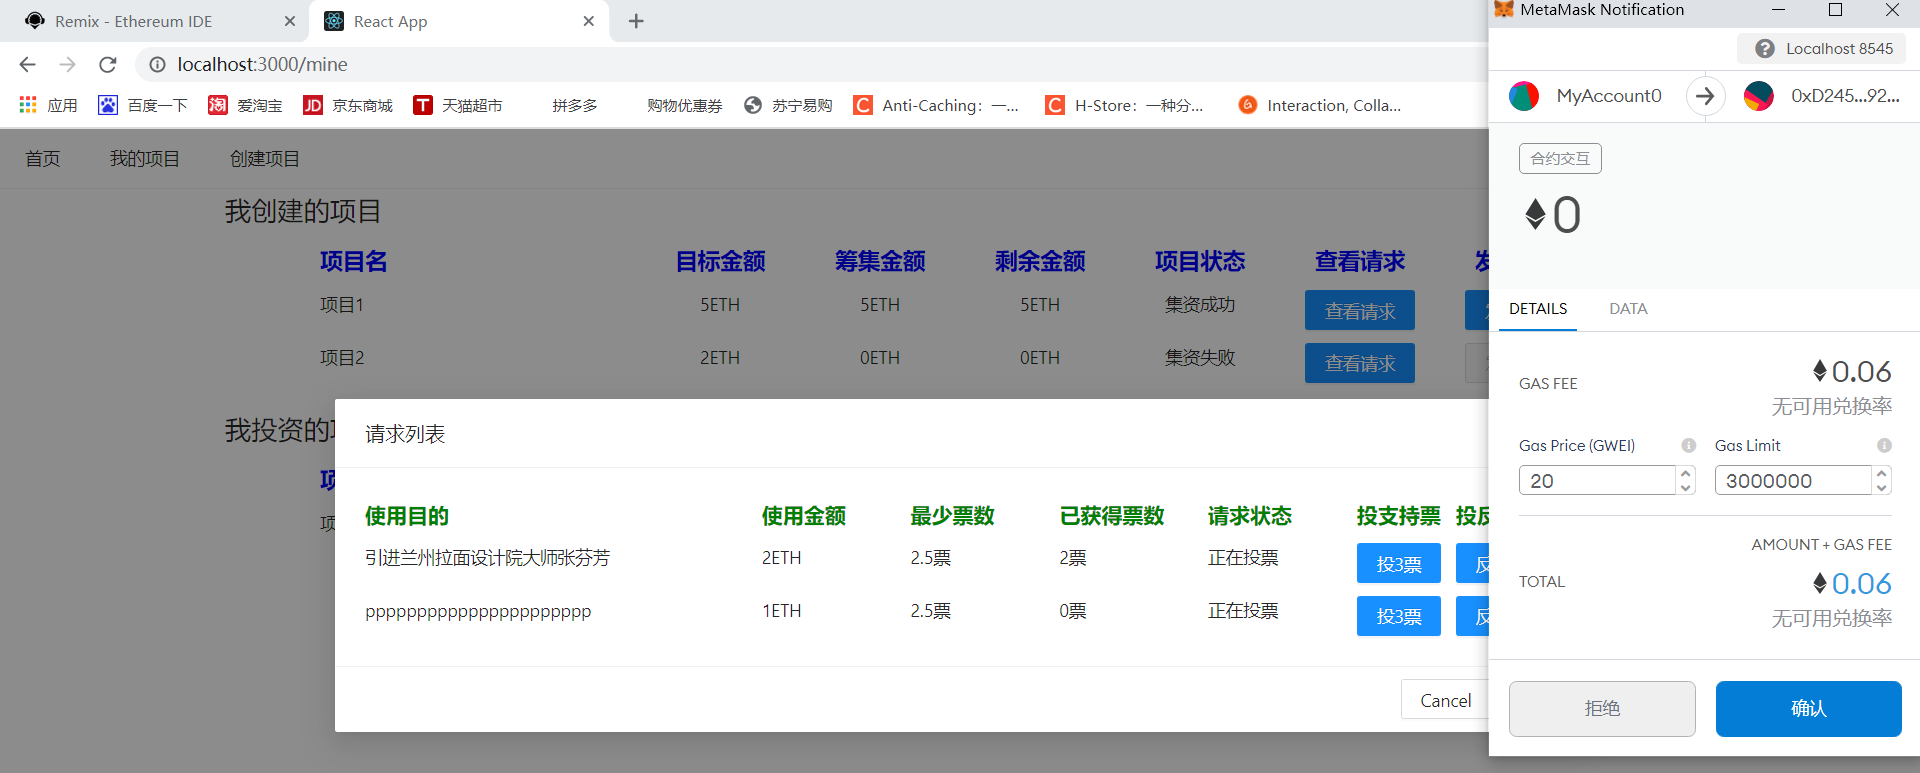 Remix - Ethereum IDE
React App
localhost:3000/mine
应用
百度一下
爱淘宝
JD
京东商城
T
天猫超市
拼多多
购物优惠券
苏宁易购
C
Anti-Caching：一...
C
H-Store：一种分...
Interaction, Colla...
首页
我的项目
创建项目
我创建的项目
项目名 目标金额 筹集金额 剩余金额 项目状态 查看请求
项目1 5ETH 5ETH 5ETH 集资成功 查看请求
项目2 2ETH 0ETH 0ETH 集资失败 查看请求
我投资的
请求列表
使用目的 使用金额 最少票数 已获得票数 请求状态 投支持票 投反
引进兰州拉面设计院大师张芬芳 2ETH 2.5票 2票 正在投票 投3票 反
pppppppppppppppppppppp 1ETH 2.5票 0票 正在投票 投3票 反
Cancel
MetaMask Notification
Localhost 8545
MyAccount0
0xD245...92...
合约交互
0
DETAILS
DATA
GAS FEE
0.06
无可用兑换率
Gas Price (GWEI)
Gas Limit
20
3000000
AMOUNT + GAS FEE
TOTAL
0.06
无可用兑换率
拒绝
确认